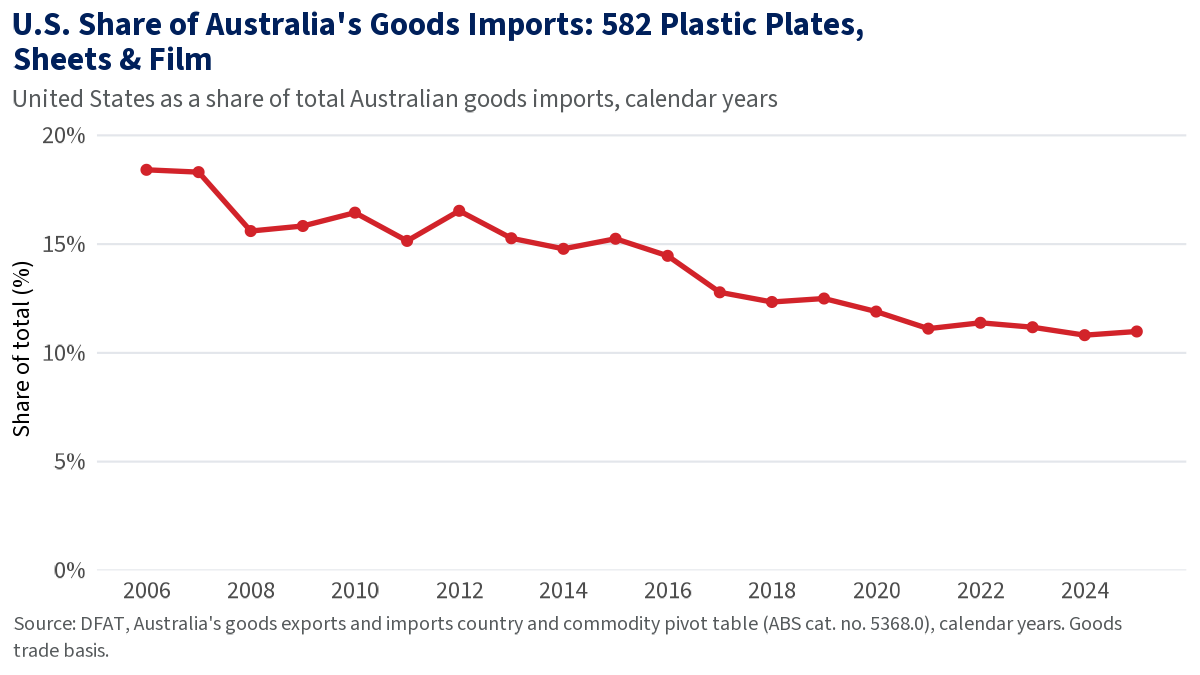 U.S. Share of Australia's Goods Imports: 582 Plastic Plates,
Sheets & Film
United States as a share of total Australian goods imports, calendar years
20%
15%
10%
5%
0%
Share of total (%)
2006 2008 2010 2012 2014 2016 2018 2020 2022 2024
Source: DFAT, Australia's goods exports and imports country and commodity pivot table (ABS cat. no. 5368.0), calendar years. Goods
trade basis.